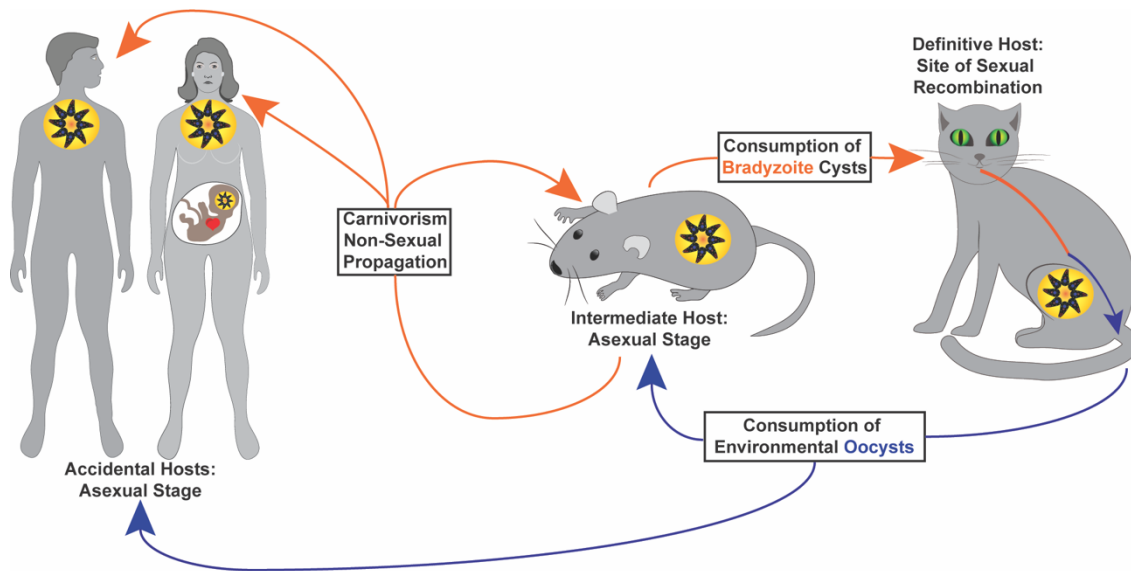 Definitive Host:
Site of Sexual
Recombination
Consumption of
Bradyzoite Cysts
Carnivorism
Non-Sexual
Propagation
Intermediate Host:
Asexual Stage
Consumption of
Environmental Oocysts
Accidental Hosts:
Asexual Stage